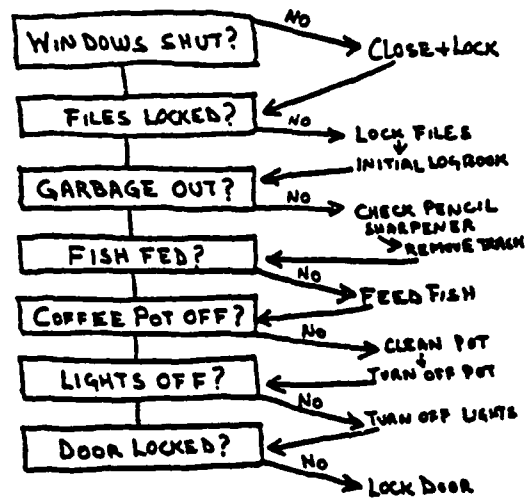 NO
WINDOWS SHUT?
CLOSE+LOCK
FILES LOCKED?
NO
LOCK FILES
INITIAL LOGBOOK
GARBAGE OUT?
NO
CHECK PENCIL
SHARPENER
REMOVE TRASH
FISH FED?
NO
FEED FISH
COFFEE POT OFF?
NO
CLEAN POT
TURN OFF POT
LIGHTS OFF?
NO
TURN OFF LIGHTS
DOOR LOCKED?
NO
LOCK DOOR